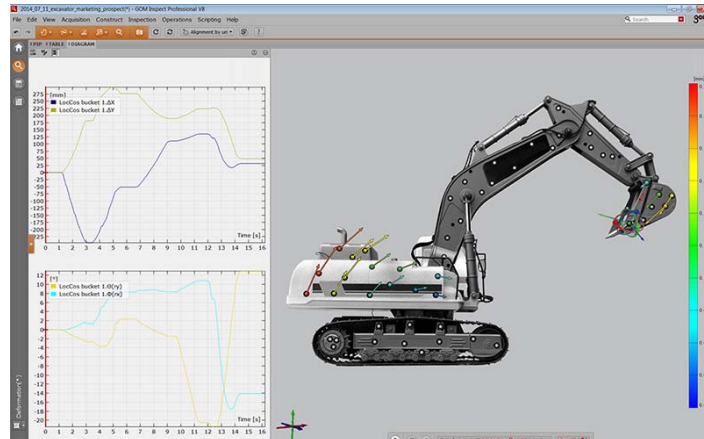 2014_07_11_excavator_marketing_prospect(*) - GOM Inspect Professional V8
File Edit View Acquisition Construct Inspection Operations Scripting Help
Search
Alignment by uri
PIP TABLE DIAGRAM
[mm]
LocCos bucket 1.ΔX
LocCos bucket 1.ΔY
275
250
225
200
175
150
125
100
75
50
25
0
-25
-50
-75
-100
-125
-150
-175
-200
-225
0 1 2 3 4 5 6 7 8 9 10 11 12 13 14 15 16
Time [s]
[°]
LocCos bucket 1.Θ(ry)
LocCos bucket 1.Φ(rx)
12
10
8
6
4
2
0
-2
-4
-6
-8
-10
-12
-14
-16
-18
-20
Time [s]
0 1 2 3 4 5 6 7 8 9 10 11 12 13 14 15 16
Deformation(*)
[mm]